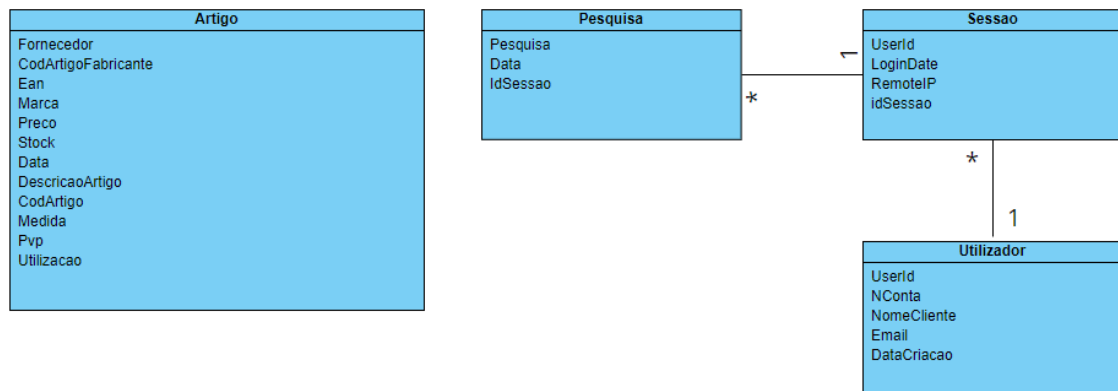 Artigo
Fornecedor
CodArtigoFabricante
Ean
Marca
Preco
Stock
Data
DescricaoArtigo
CodArtigo
Medida
Pvp
Utilizacao
Pesquisa
Pesquisa
Data
IdSessao
*
1
Sessao
UserId
LoginDate
RemoteIP
idSessao
*
1
Utilizador
UserId
NConta
NomeCliente
Email
DataCriacao